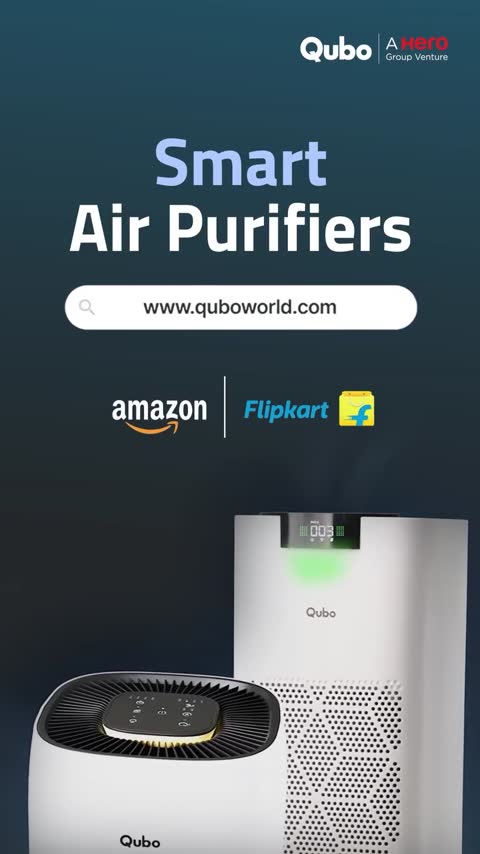 Qubo
A Hero
Group Venture
Smart
Air Purifiers
www.quboworld.com
amazon
Flipkart
003
Qubo
Qubo